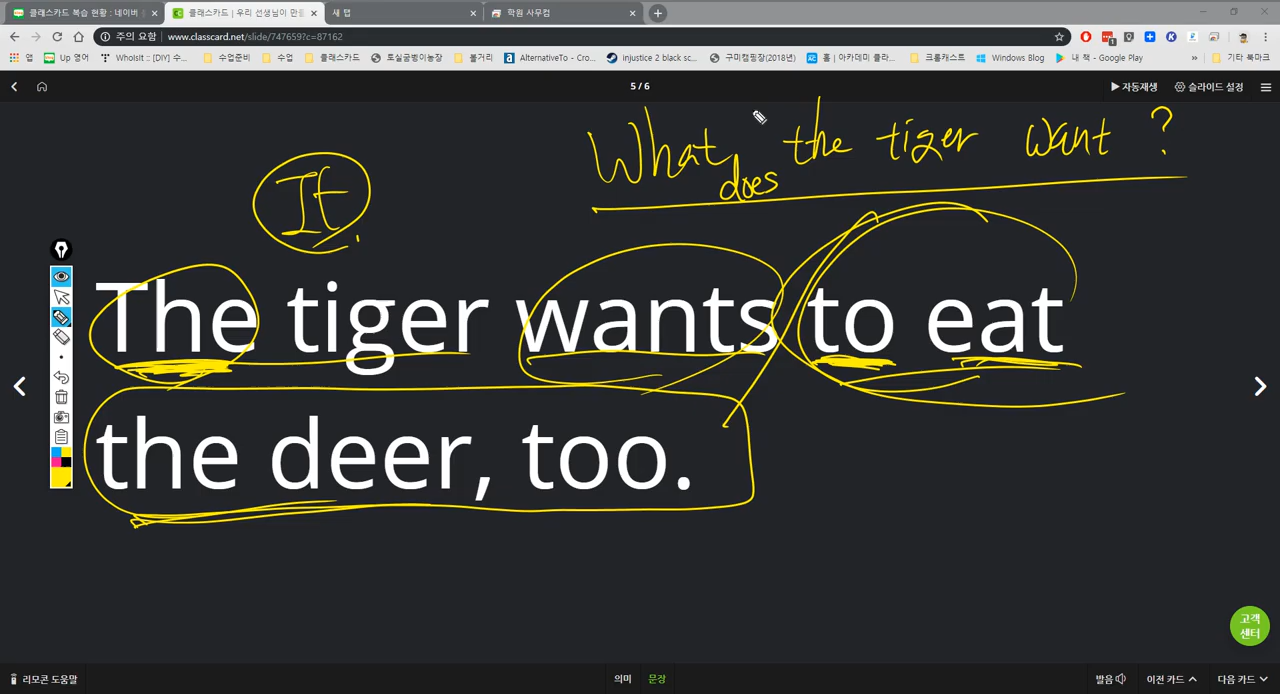 클래스카드 복습 현황 : 네이버
클래스카드 | 우리 선생님이 만든
새 탭
학원 사무컴
주의 요함
www.classcard.net/slide/747659?c=87162
앱
Up 영어
WhoIsIt :: [DIY] 수...
수업준비
수업
클래스카드
토실굼벵이농장
볼거리
AlternativeTo - Cro...
Injustice 2 black sc...
구미캠핑장(2018년)
홈 | 아카데미 클라...
크롬캐스트
Windows Blog
내 책 - Google Play
»
기타 북마크
5 / 6
자동재생
슬라이드 설정
What does the tiger want ?
It
The tiger wants to eat
the deer, too.
고객
센터
리모콘 도움말
의미
문장
발음
이전 카드
다음 카드